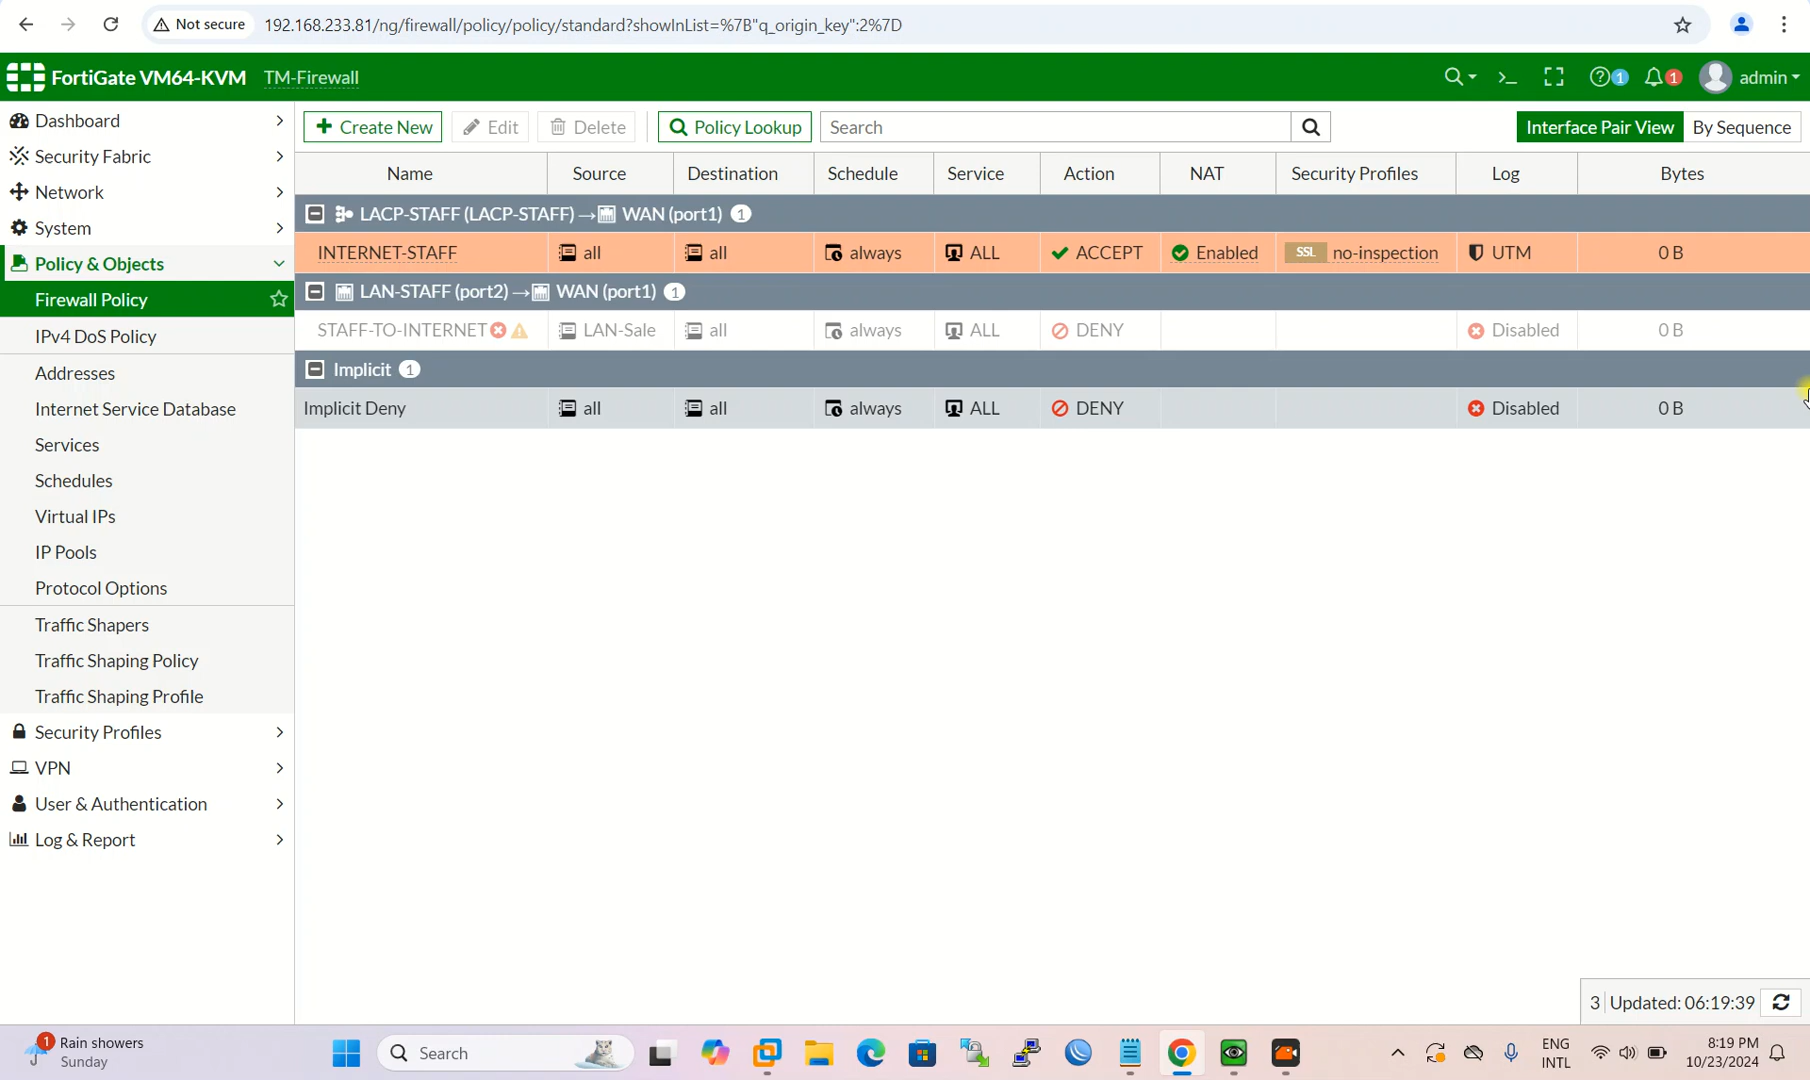 Not secure 192.168.233.81/ng/firewall/policy/policy/standard?showInList=%7B"q_origin_key":2%7D
FortiGate VM64-KVM TM-Firewall 1 1 admin
Dashboard
Security Fabric
Network
System
Policy & Objects
Firewall Policy
IPv4 DoS Policy
Addresses
Internet Service Database
Services
Schedules
Virtual IPs
IP Pools
Protocol Options
Traffic Shapers
Traffic Shaping Policy
Traffic Shaping Profile
Security Profiles
VPN
User & Authentication
Log & Report
Create New Edit Delete Policy Lookup Search Interface Pair View By Sequence
Name Source Destination Schedule Service Action NAT Security Profiles Log Bytes
LACP-STAFF (LACP-STAFF) → WAN (port1) 1
INTERNET-STAFF all all always ALL ACCEPT Enabled SSL no-inspection UTM 0 B
LAN-STAFF (port2) → WAN (port1) 1
STAFF-TO-INTERNET LAN-Sale all always ALL DENY Disabled 0 B
Implicit 1
Implicit Deny all all always ALL DENY Disabled 0 B
3 Updated: 06:19:39
1 Rain showers
Sunday
Search
ENG
INTL
8:19 PM
10/23/2024